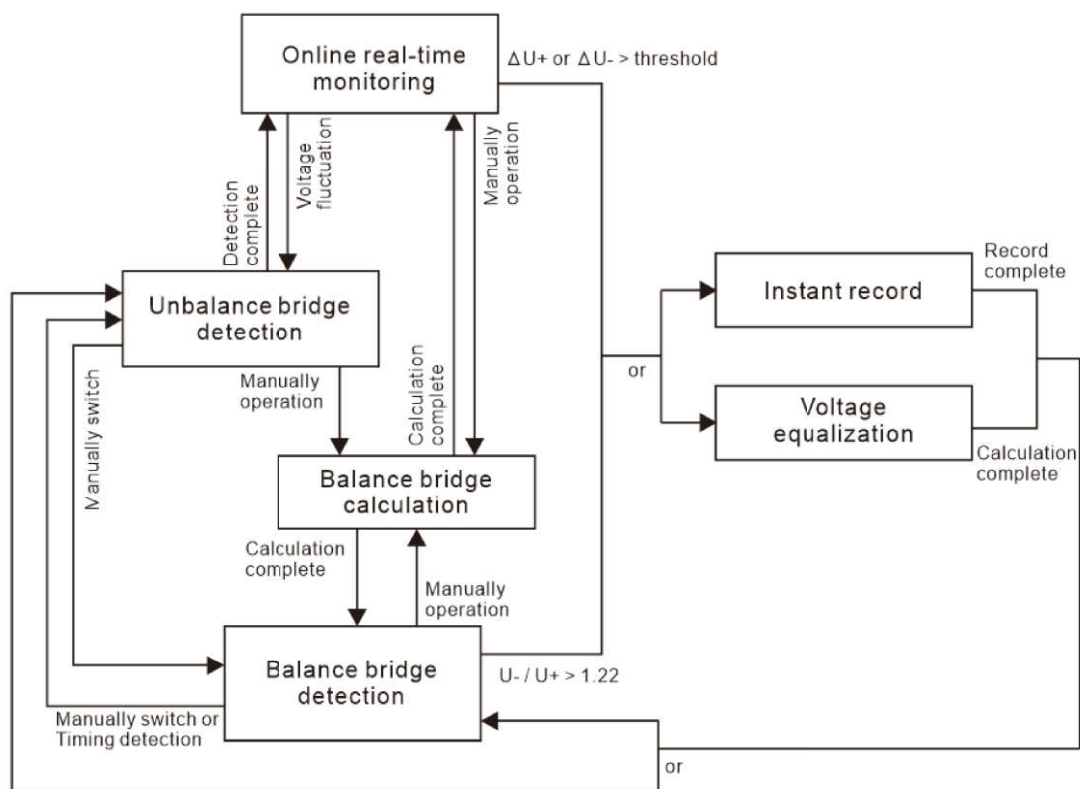 Online real-time
monitoring
ΔU+ or ΔU- > threshold
Detection
complete
Voltage
fluctuation
Manually
operation
Unbalance bridge
detection
Instant record
Record
complete
Manually switch
Manually
operation
Calculation
complete
or
Voltage
equalization
Calculation
complete
Balance bridge
calculation
Calculation
complete
Manually
operation
Balance bridge
detection
U- / U+ > 1.22
Manually switch or
Timing detection
or